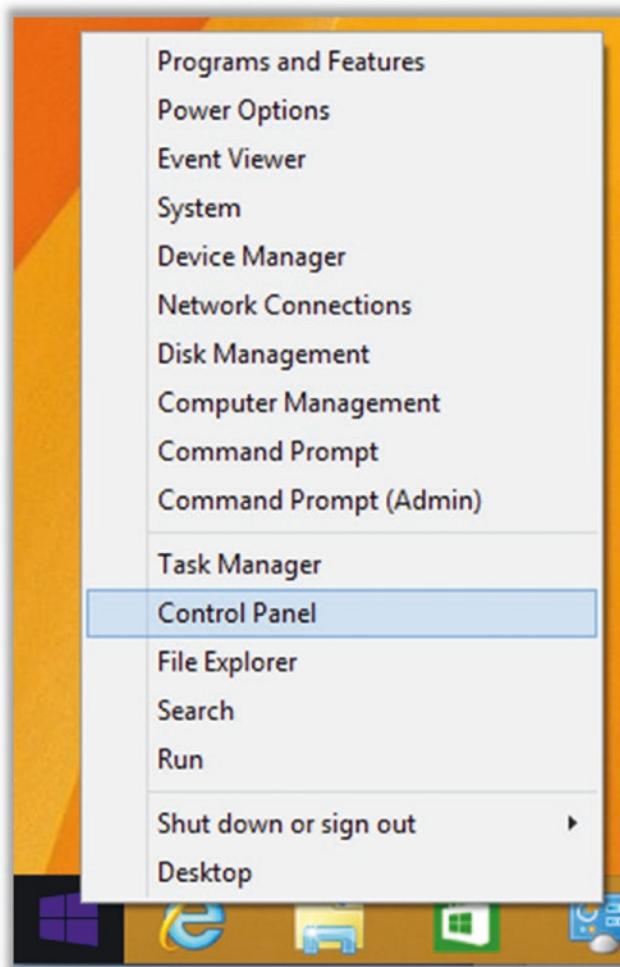 Programs and Features
Power Options
Event Viewer
System
Device Manager
Network Connections
Disk Management
Computer Management
Command Prompt
Command Prompt (Admin)
Task Manager
Control Panel
File Explorer
Search
Run
Shut down or sign out
Desktop